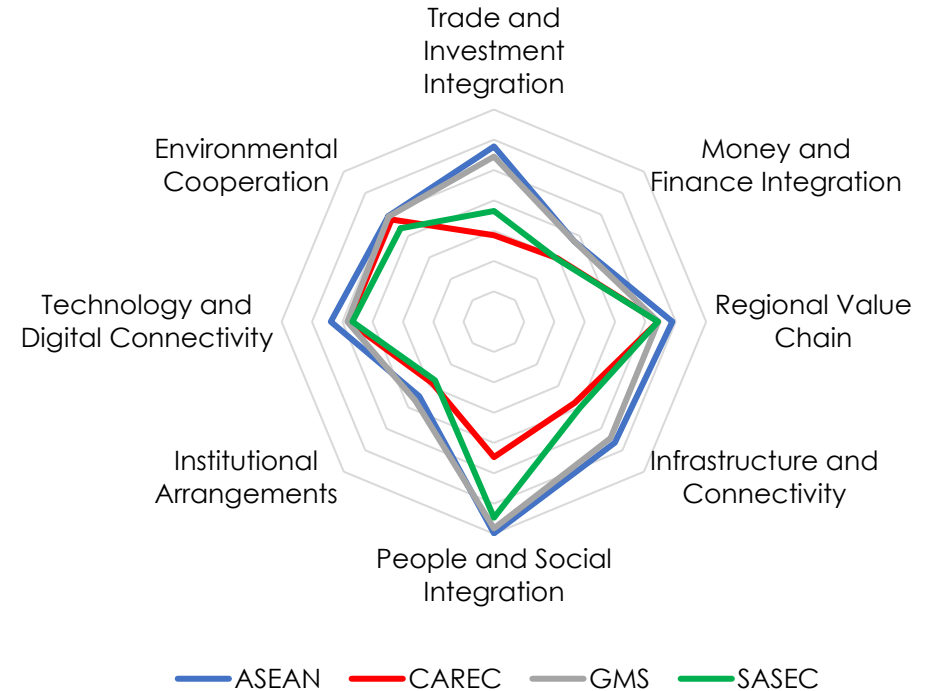 Trade and
Investment
Integration
Environmental
Cooperation
Money and
Finance Integration
Technology and
Digital Connectivity
Regional Value
Chain
Institutional
Arrangements
Infrastructure and
Connectivity
People and Social
Integration
ASEAN CAREC GMS SASEC